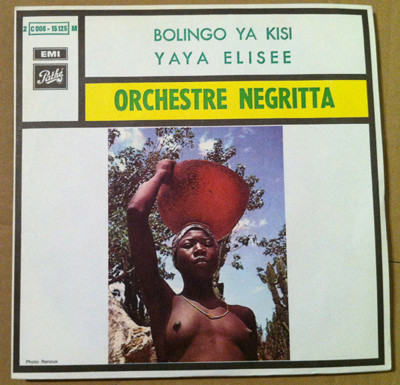 2 C 006 - 15125 M
EMI
Pathé
BOLINGO YA KISI
YAYA ELISEE
ORCHESTRE NEGRITTA
Photo Renoux